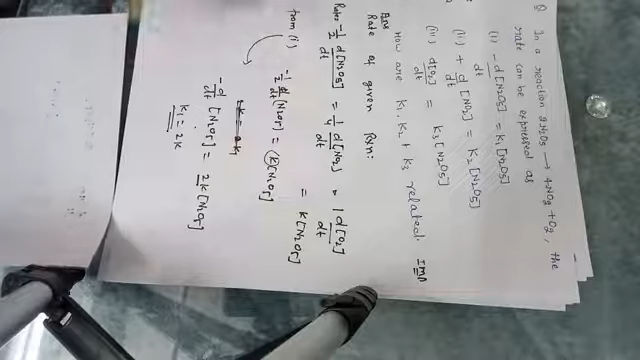 Q In a reaction 2N2O5 → 4NO2 + O2, the
rate can be expressed as
(i) - d[N2O5]/dt = K1[N2O5]
(ii) + d[NO2]/dt = K2[N2O5]
(iii) d[O2]/dt = K3[N2O5]
How are K1, K2 & K3 related. IMP
Ans
Rate of given Rxn:
Rate = -1/2 d[N2O5]/dt = 1/4 d[NO2]/dt = 1 d[O2]/dt = K[N2O5]
from (i)
-1/2 d/dt[N2O5] = K[N2O5]
-d/dt [N2O5] = 2K[N2O5]
K1 = 2K